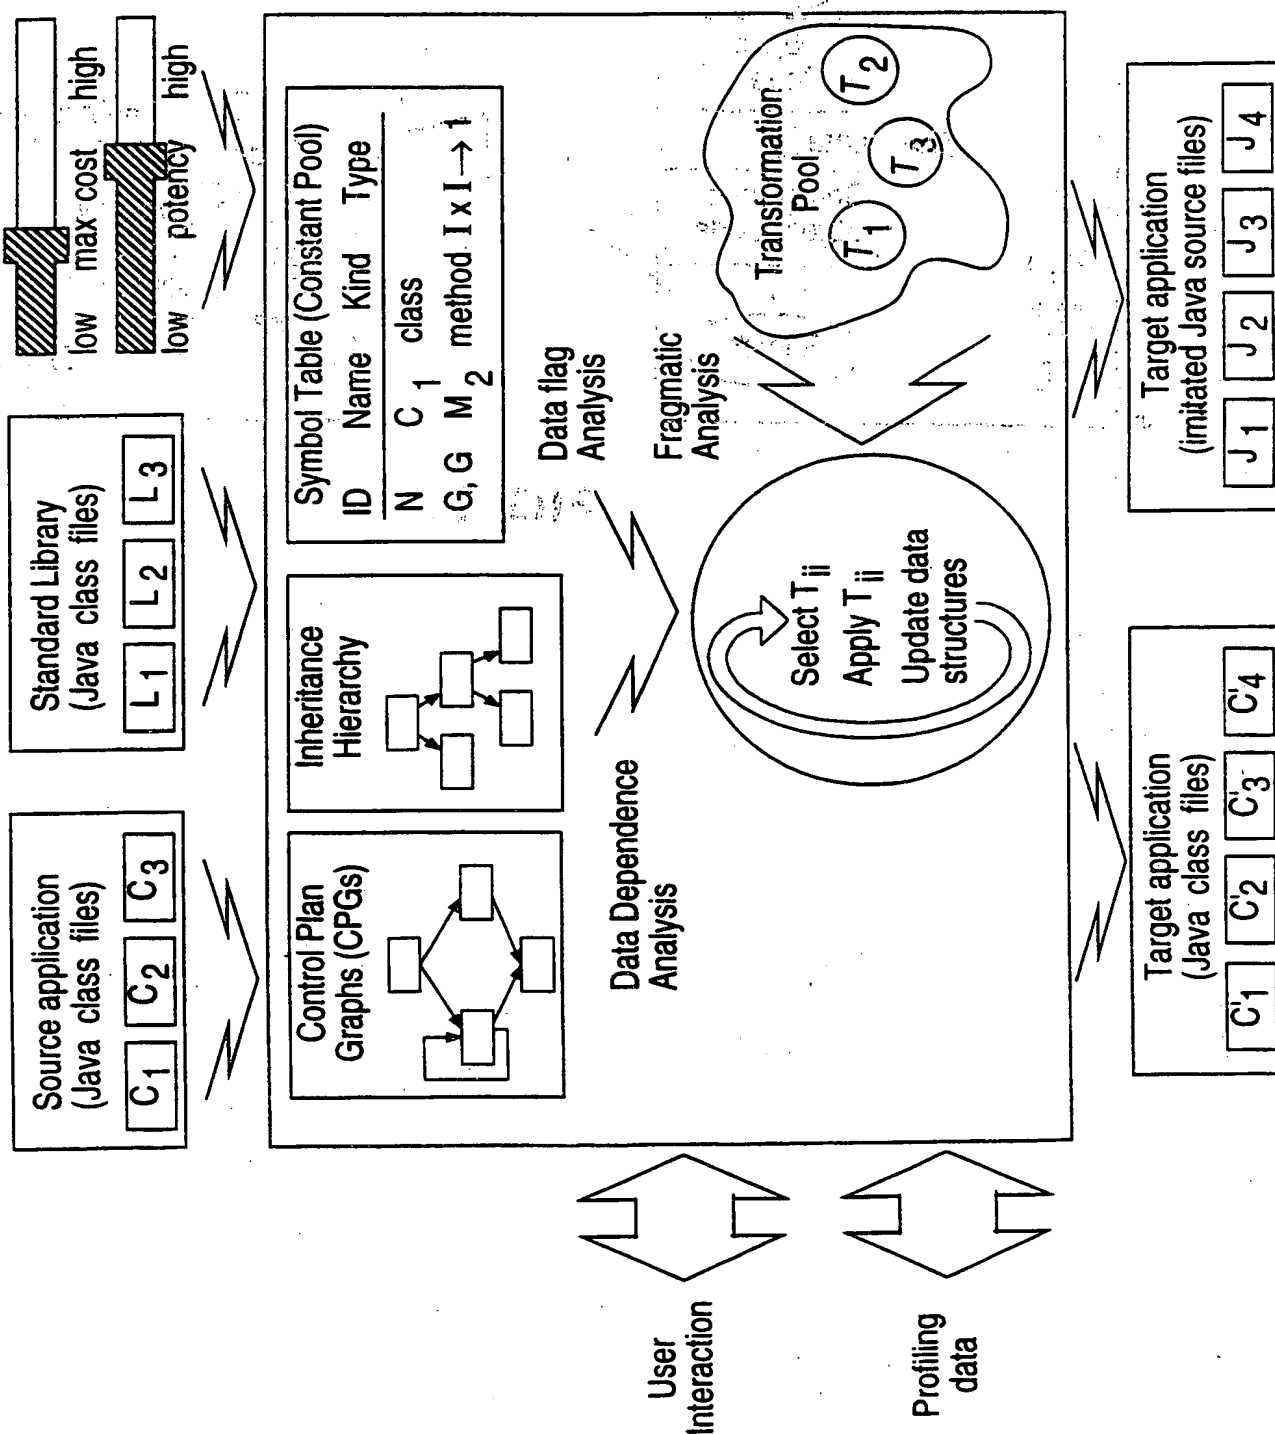 Source application
(Java class files)
C1 C2 C3
Standard Library
(Java class files)
L1 L2 L3
low max cost high
low potency high
Control Plan
Graphs (CPGs)
Inheritance
Hierarchy
Symbol Table (Constant Pool)
ID Name Kind Type
N C1 class
G, G M2 method I x I → 1
Data Dependence
Analysis
Data flag
Analysis
Fragmatic
Analysis
Select Tii
Apply Tii
Update data
structures
Transformation
Pool
T1 T3 T2
User
Interaction
Profiling
data
Target application
(Java class files)
C'1 C'2 C'3 C'4
Target application
(imitated Java source files)
J1 J2 J3 J4